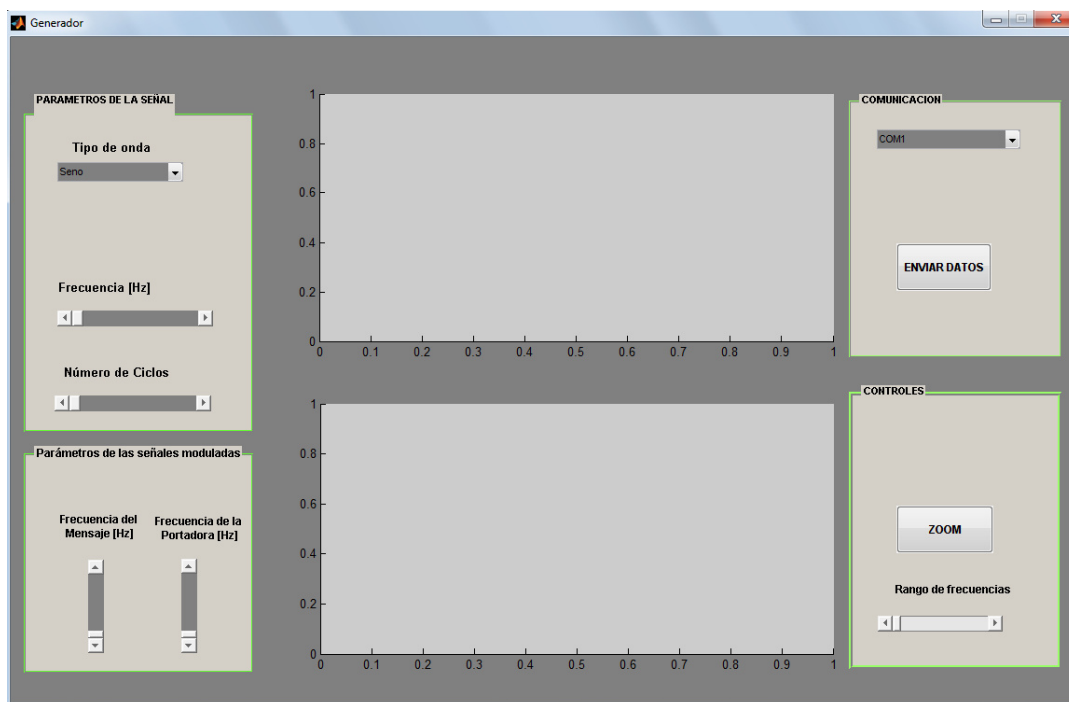 Generador
PARAMETROS DE LA SEÑAL
Tipo de onda
Seno
Frecuencia [Hz]
Número de Ciclos
Parámetros de las señales moduladas
Frecuencia del
Mensaje [Hz]
Frecuencia de la
Portadora [Hz]
1
0.8
0.6
0.4
0.2
0
0 0.1 0.2 0.3 0.4 0.5 0.6 0.7 0.8 0.9 1
1
0.8
0.6
0.4
0.2
0
0 0.1 0.2 0.3 0.4 0.5 0.6 0.7 0.8 0.9 1
COMUNICACION
COM1
ENVIAR DATOS
CONTROLES
ZOOM
Rango de frecuencias